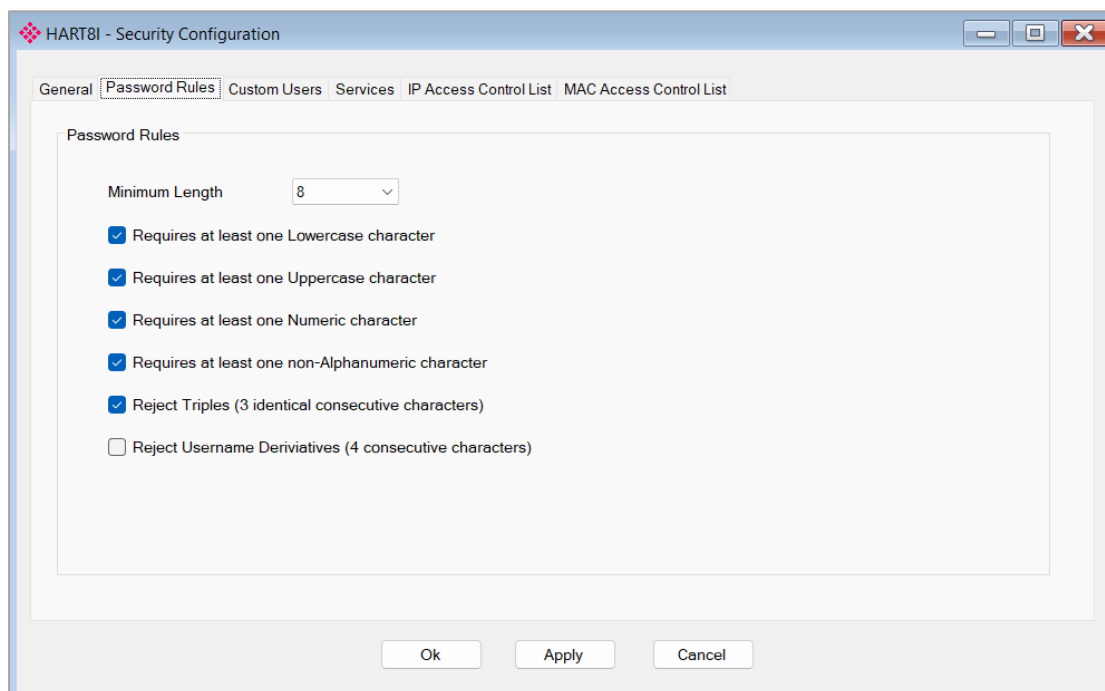 HART8I - Security Configuration
General Password Rules Custom Users Services IP Access Control List MAC Access Control List
Password Rules
Minimum Length 8
Requires at least one Lowercase character
Requires at least one Uppercase character
Requires at least one Numeric character
Requires at least one non-Alphanumeric character
Reject Triples (3 identical consecutive characters)
Reject Username Deriviatives (4 consecutive characters)
Ok Apply Cancel